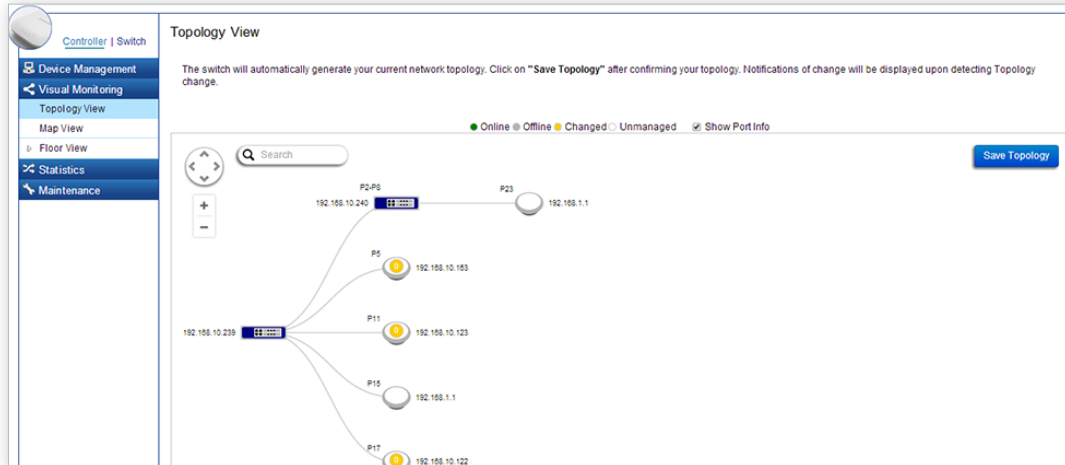 Controller | Switch
Topology View
Device Management
Visual Monitoring
Topology View
Map View
Floor View
Statistics
Maintenance
The switch will automatically generate your current network topology. Click on "Save Topology" after confirming your topology. Notifications of change will be displayed upon detecting Topology
change.
Online Offline Changed Unmanaged Show Port Info
Search
Save Topology
P2-P6
192.168.10.240
P23
192.168.1.1
P5
0
192.168.10.163
192.168.10.239
P11
0
192.168.10.123
P15
192.168.1.1
P17
0
192.168.10.122